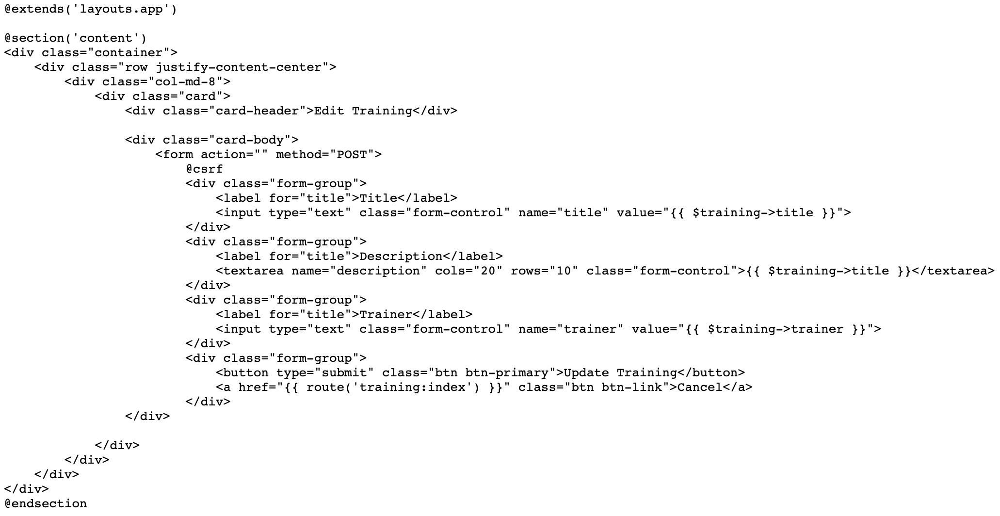 @extends('layouts.app')

@section('content')
<div class="container">
    <div class="row justify-content-center">
        <div class="col-md-8">
            <div class="card">
                <div class="card-header">Edit Training</div>

                <div class="card-body">
                    <form action="" method="POST">
                        @csrf
                        <div class="form-group">
                            <label for="title">Title</label>
                            <input type="text" class="form-control" name="title" value="{{ $training->title }}">
                        </div>
                        <div class="form-group">
                            <label for="title">Description</label>
                            <textarea name="description" cols="20" rows="10" class="form-control">{{ $training->title }}</textarea>
                        </div>
                        <div class="form-group">
                            <label for="title">Trainer</label>
                            <input type="text" class="form-control" name="trainer" value="{{ $training->trainer }}">
                        </div>
                        <div class="form-group">
                            <button type="submit" class="btn btn-primary">Update Training</button>
                            <a href="{{ route('training:index') }}" class="btn btn-link">Cancel</a>
                        </div>
                </div>

            </div>
        </div>
    </div>
</div>
@endsection